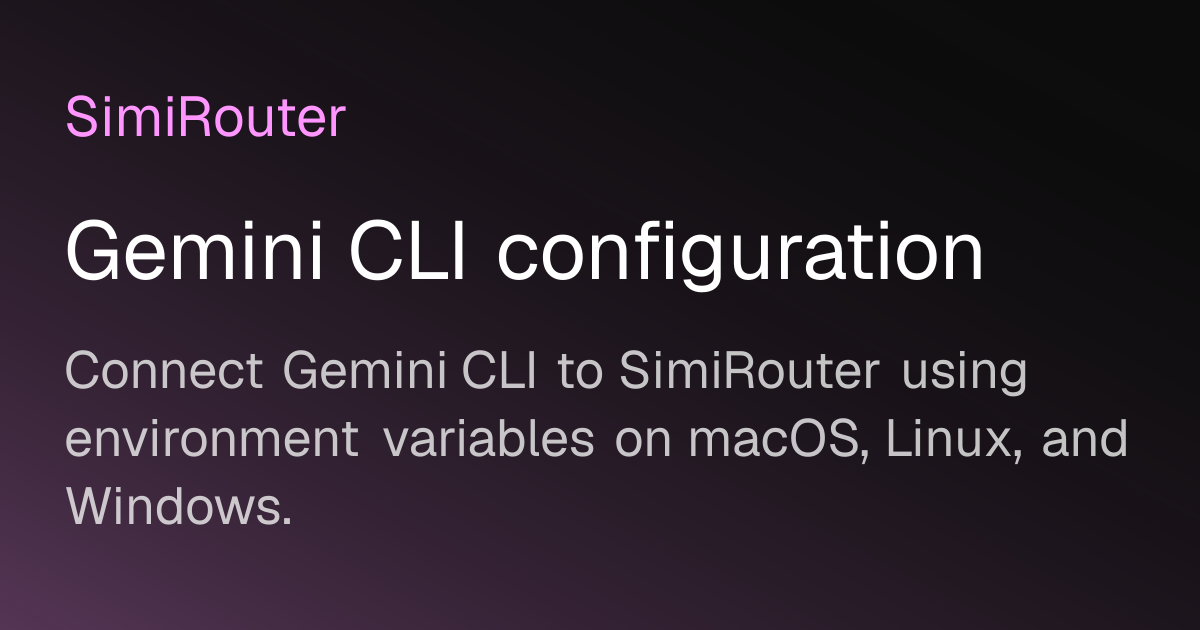 SimiRouter
Gemini CLI configuration
Connect Gemini CLI to SimiRouter using
environment variables on macOS, Linux, and
Windows.